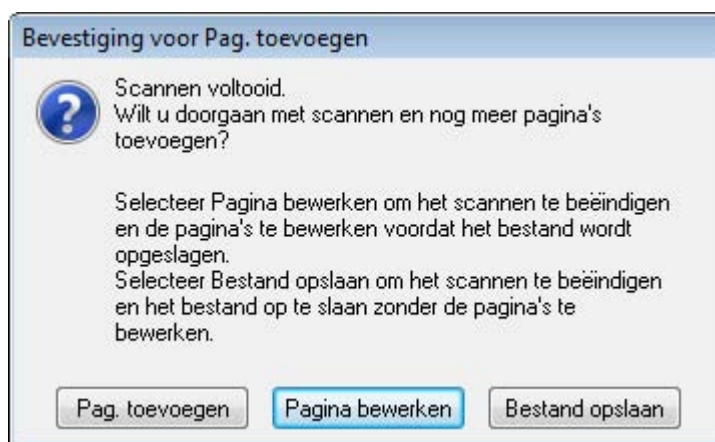 Bevestiging voor Pag. toevoegen
Scannen voltooid.
Wilt u doorgaan met scannen en nog meer pagina's
toevoegen?
Selecteer Pagina bewerken om het scannen te beëindigen
en de pagina's te bewerken voordat het bestand wordt
opgeslagen.
Selecteer Bestand opslaan om het scannen te beëindigen
en het bestand op te slaan zonder de pagina's te
bewerken.
Pag. toevoegen
Pagina bewerken
Bestand opslaan